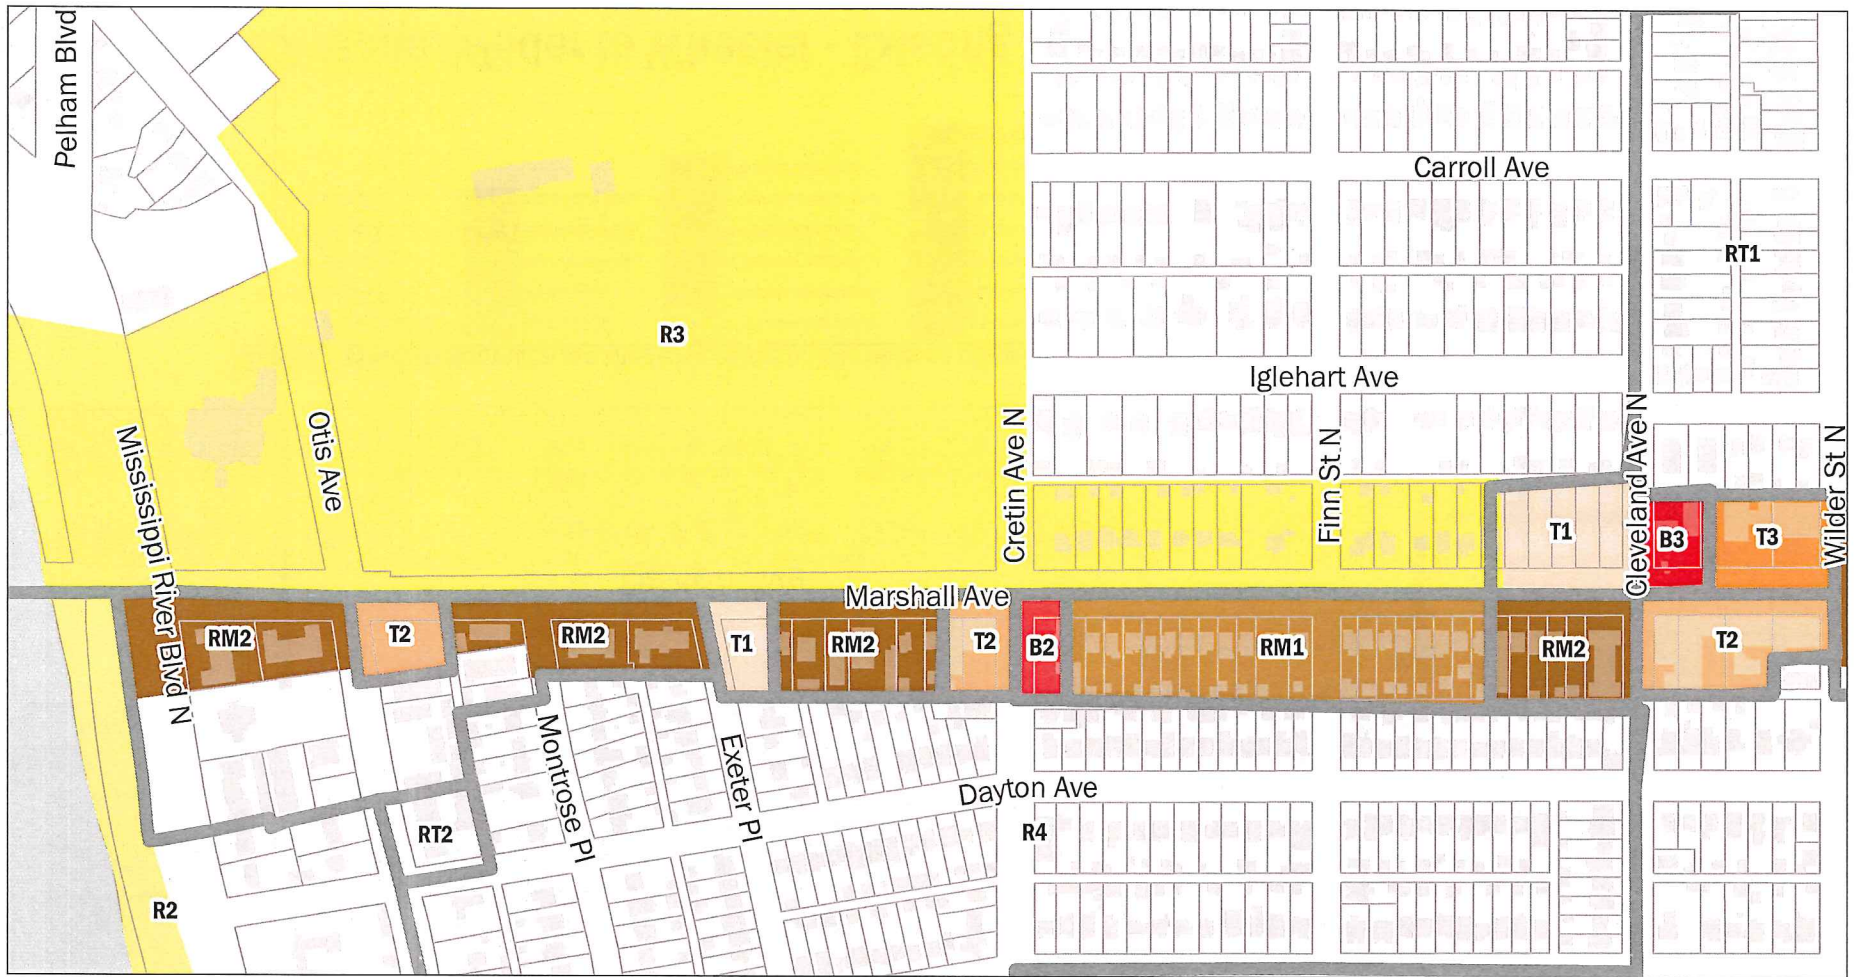 Pelham Blvd
Carroll Ave
RT1
R3
Iglehart Ave
Otis Ave
Cretin Ave N
Finn St N
Cleveland Ave N
Wilder St N
Mississippi River Blvd N
T1
B3
T3
Marshall Ave
RM2
T2
RM2
T1
RM2
T2
B2
RM1
RM2
T2
Montrose Pl
Exeter Pl
Dayton Ave
RT2
R4
R2